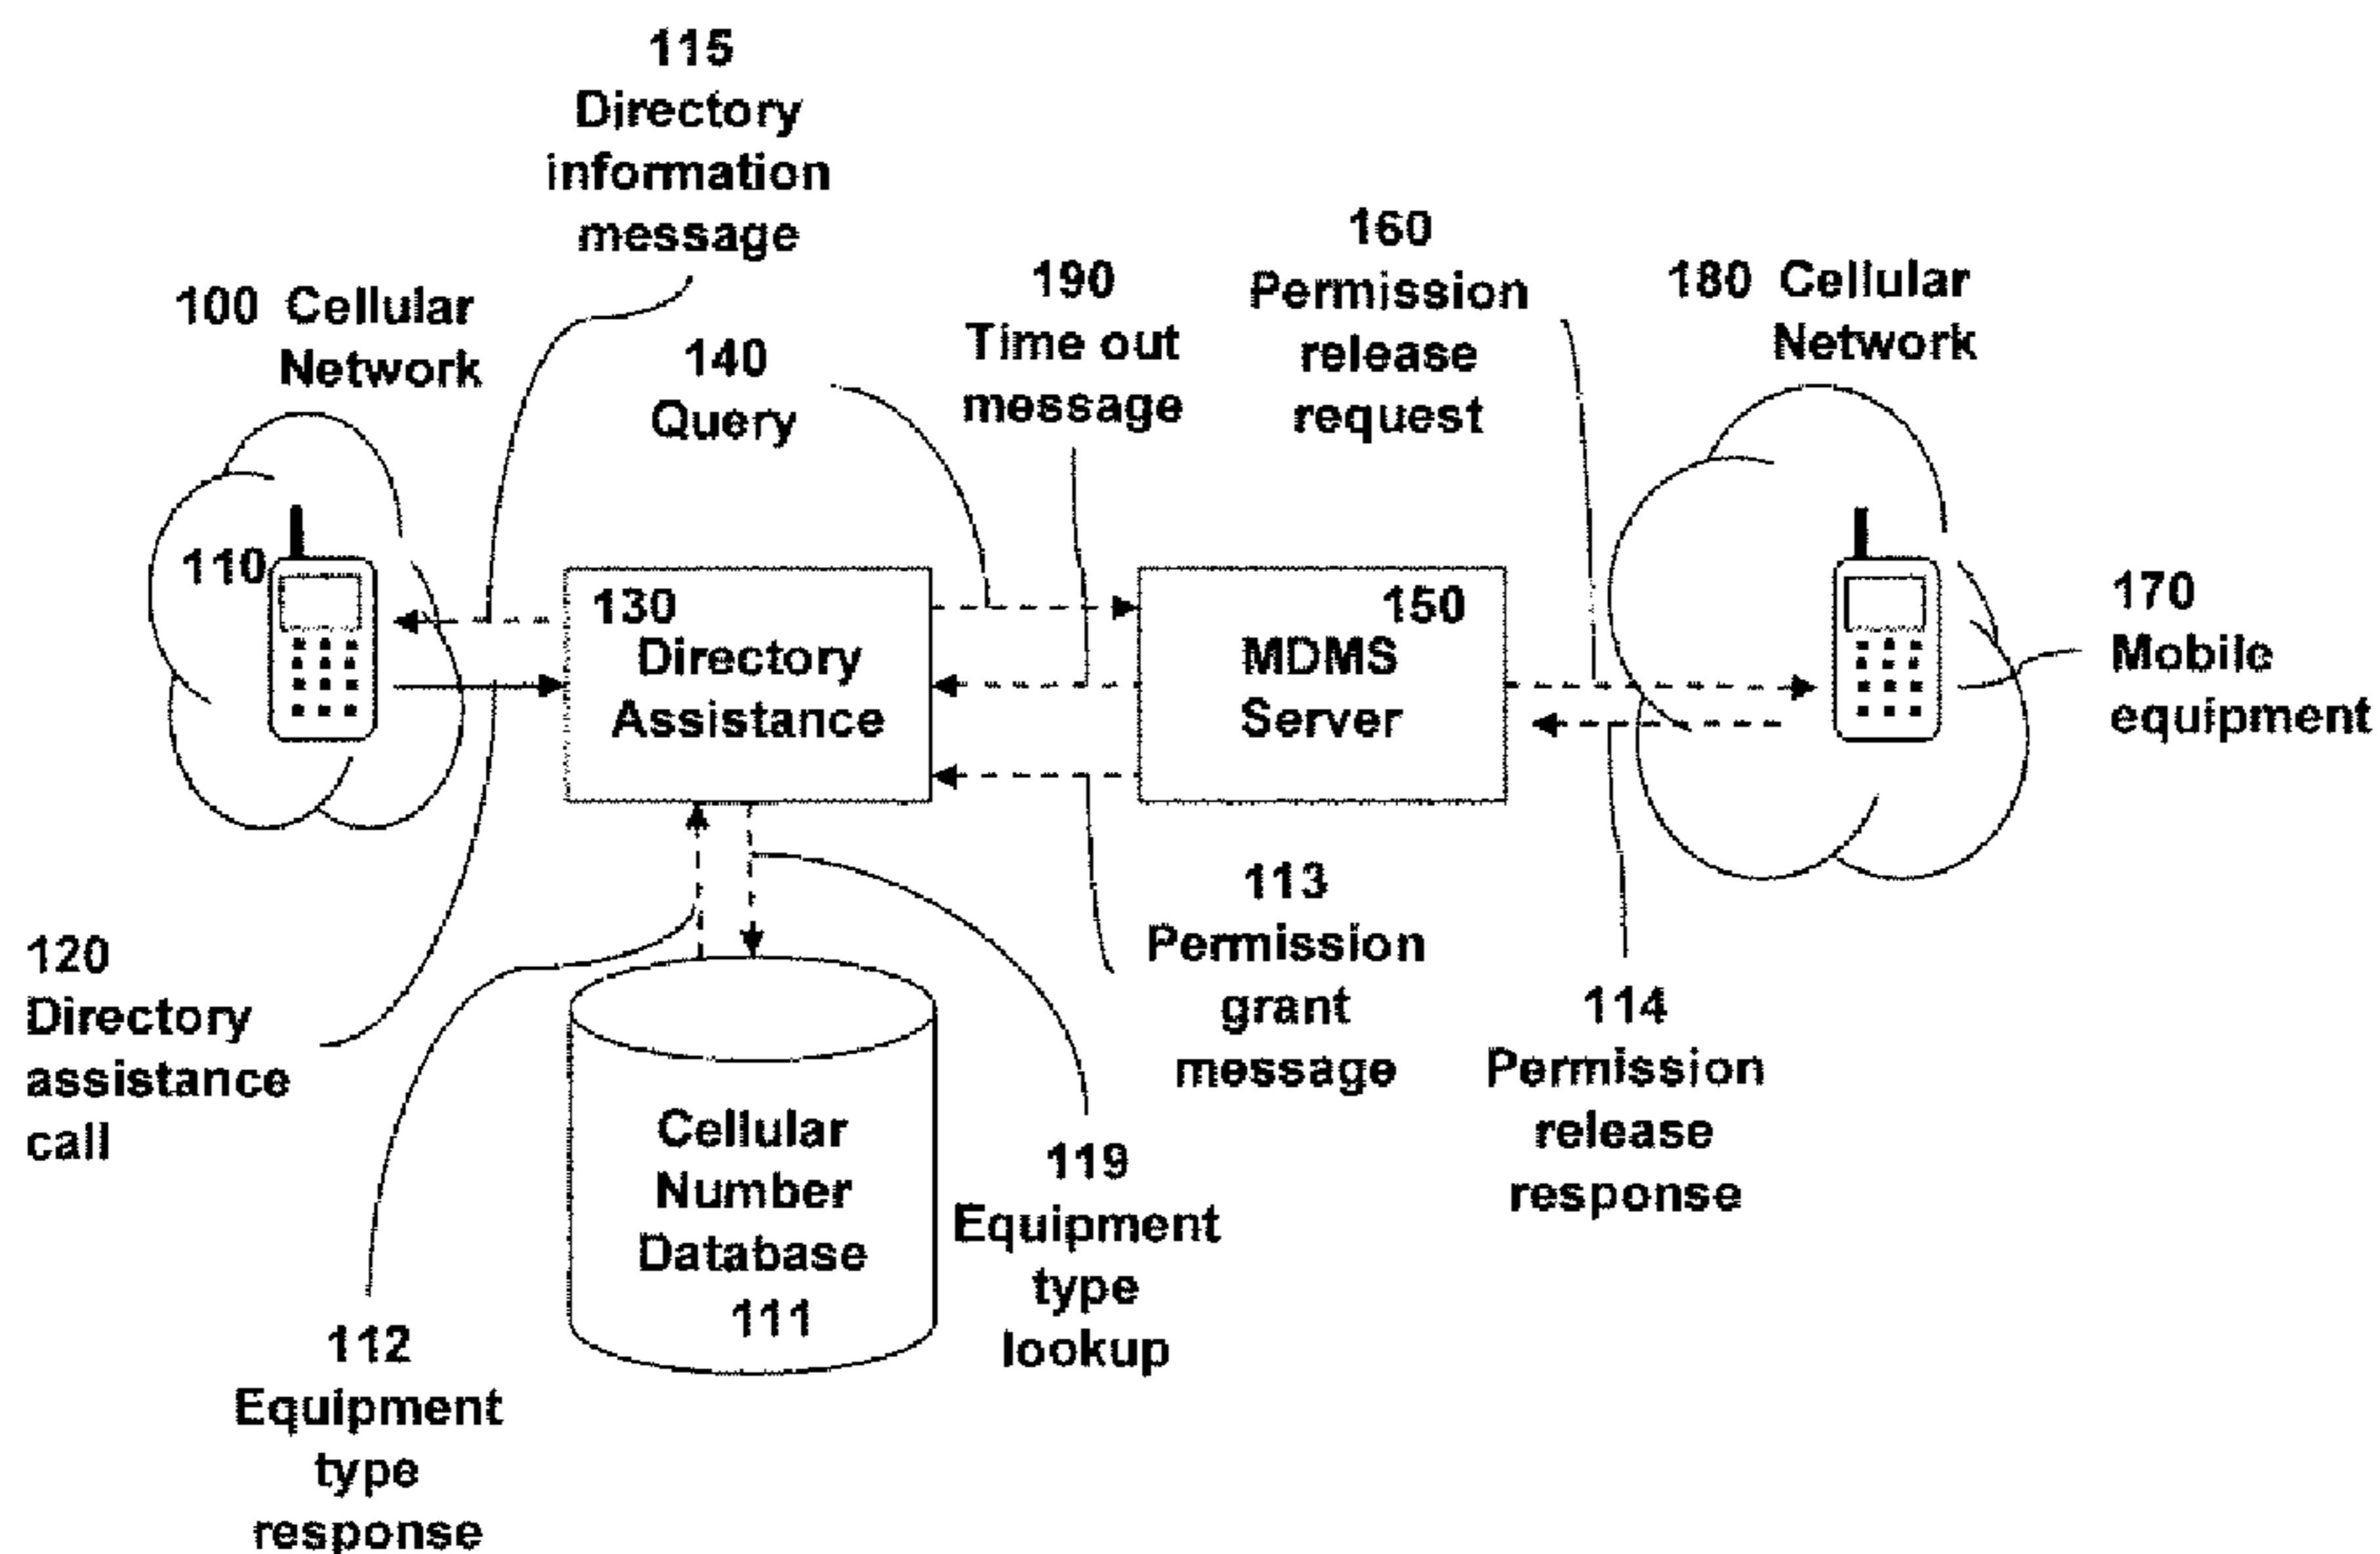 115
Directory
information
message
160
Permission
release
request
190
Time out
message
180 Cellular
Network
100 Cellular
Network
140
Query
110
130
Directory
Assistance
150
MDMS
Server
170
Mobile
equipment
120
Directory
assistance
call
113
Permission
grant
message
114
Permission
release
response
Cellular
Number
Database
111
119
Equipment
type
lookup
112
Equipment
type
response